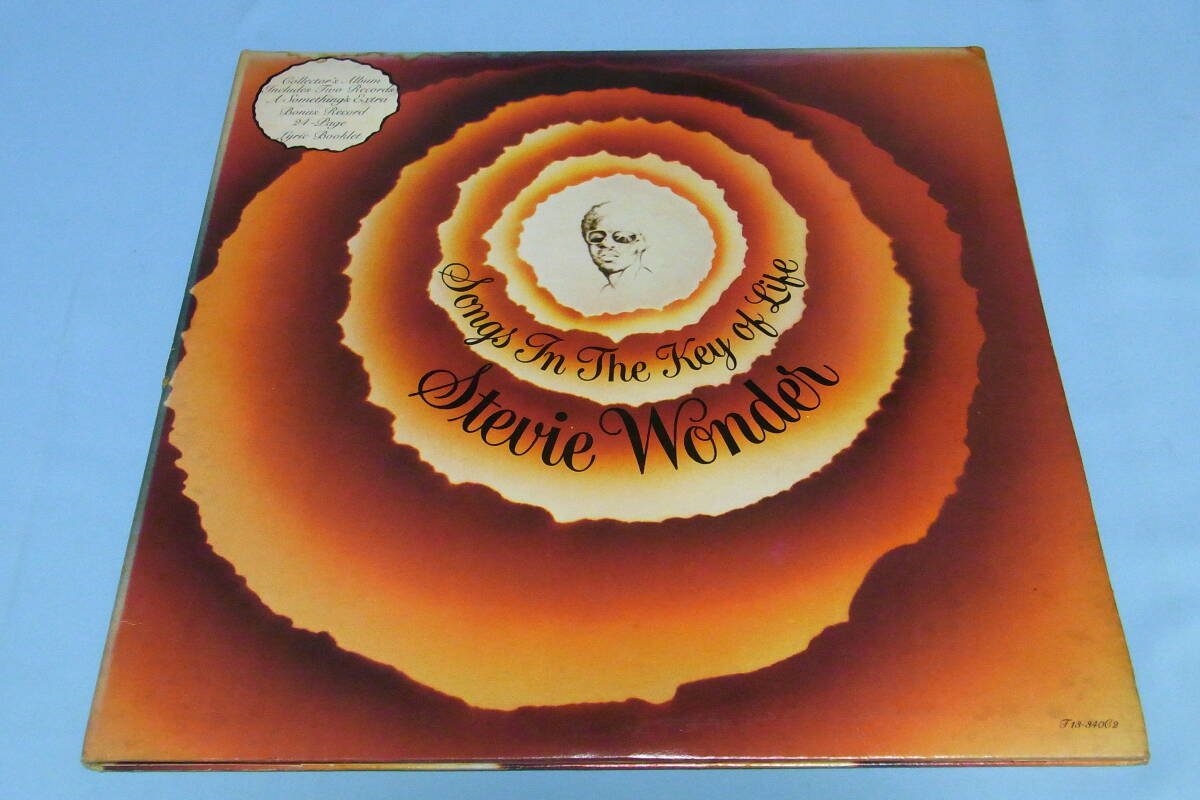 Collector's Album
Includes Two Records
A Something's Extra
Bonus Record
24-Page
Lyric Booklet
Songs In The Key of Life
Stevie Wonder
T13-340C2